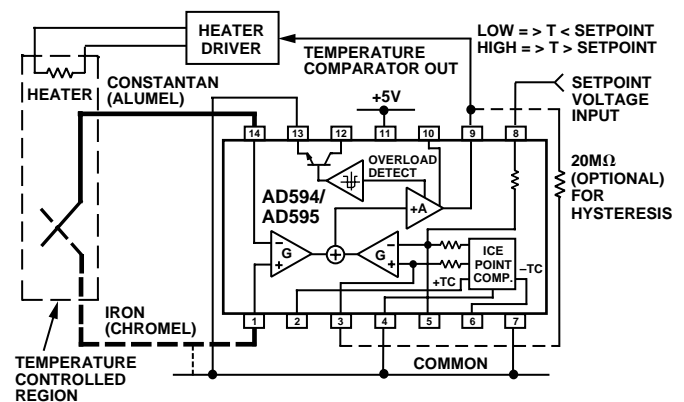 HEATER
DRIVER
LOW = > T < SETPOINT
HIGH = > T > SETPOINT
TEMPERATURE
COMPARATOR OUT
HEATER
CONSTANTAN
(ALUMEL)
+5V
SETPOINT
VOLTAGE
INPUT
14
13
12
11
10
9
8
20MΩ
(OPTIONAL)
FOR
HYSTERESIS
OVERLOAD
DETECT
AD594/
AD595
+A
–
+
G
+
–
+
G
ICE
POINT
COMP.
+TC
–TC
IRON
(CHROMEL)
1
2
3
4
5
6
7
TEMPERATURE
CONTROLLED
REGION
COMMON